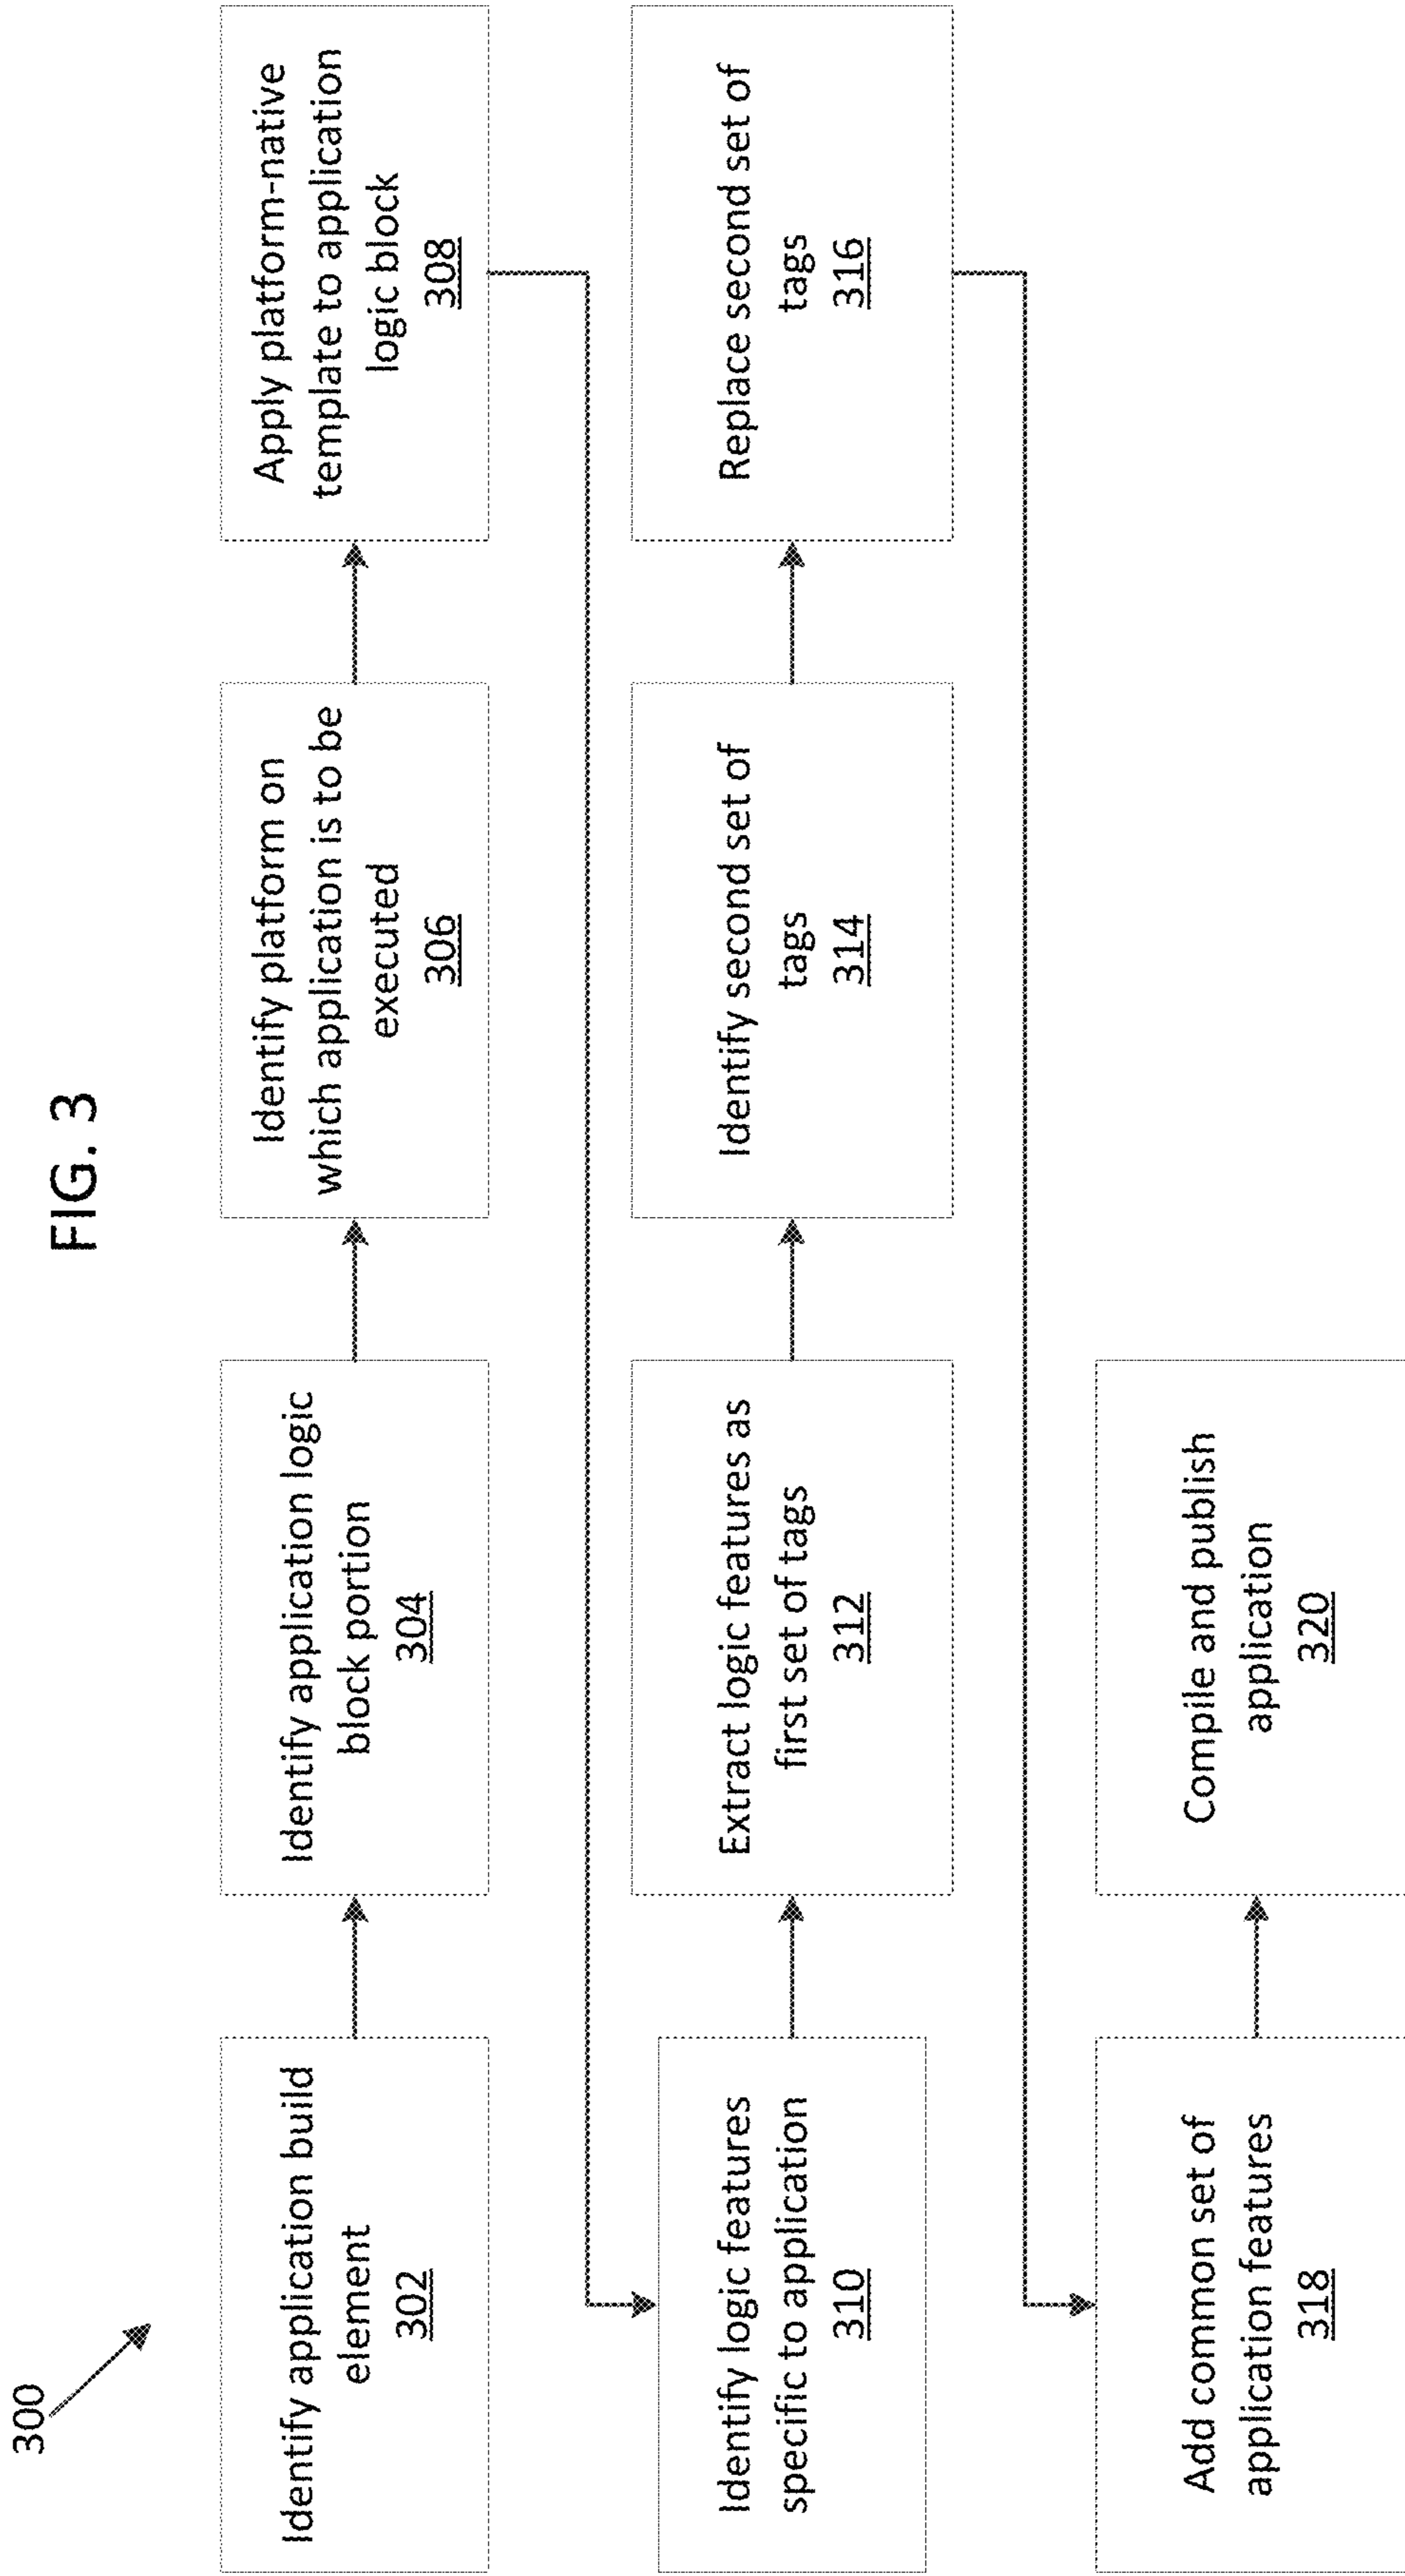 FIG. 3
300
Identify application build
element
302
Identify application logic
block portion
304
Identify platform on
which application is to be
executed
306
Apply platform-native
template to application
logic block
308
Identify logic features
specific to application
310
Extract logic features as
first set of tags
312
Identify second set of
tags
314
Replace second set of
tags
316
Add common set of
application features
318
Compile and publish
application
320